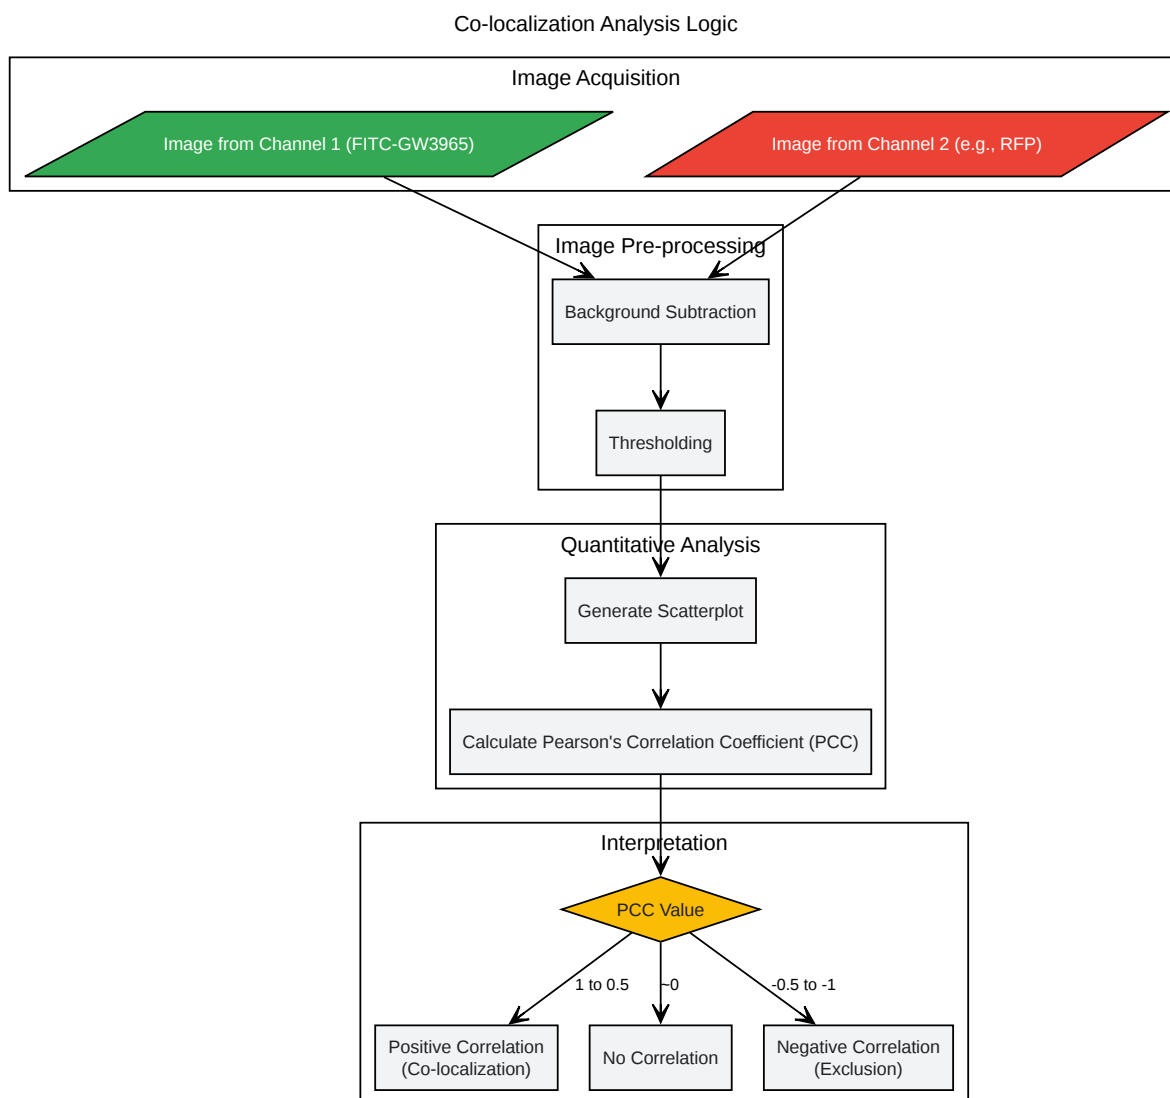 Co-localization Analysis Logic
Image Acquisition
Image from Channel 1 (FITC-GW3965)
Image from Channel 2 (e.g., RFP)
Image Pre-processing
Background Subtraction
Thresholding
Quantitative Analysis
Generate Scatterplot
Calculate Pearson's Correlation Coefficient (PCC)
Interpretation
PCC Value
1 to 0.5
~0
-0.5 to -1
Positive Correlation
(Co-localization)
No Correlation
Negative Correlation
(Exclusion)